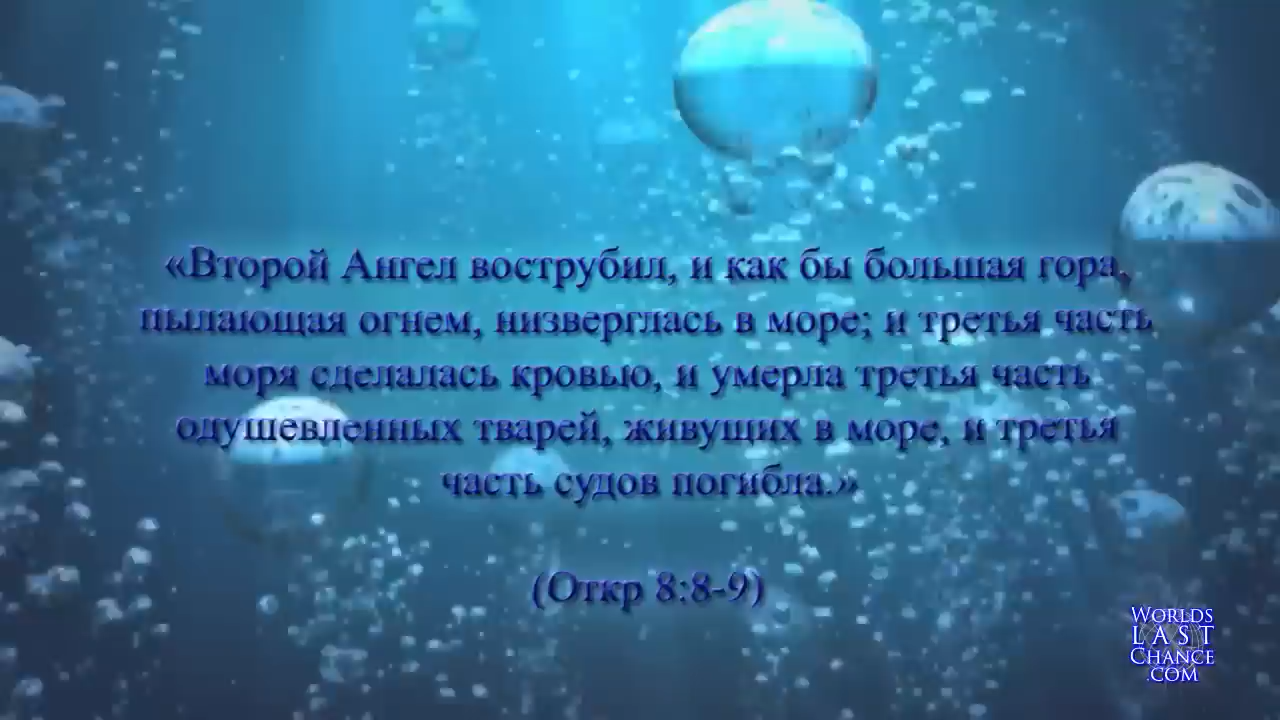 «Второй Ангел вострубил, и как бы большая гора,
пылающая огнем, низверглась в море; и третья часть
моря сделалась кровью, и умерла третья часть
одушевленных тварей, живущих в море, и третья
часть судов погибла.»
(Откр 8:8-9)
WORLDS
LAST
CHANCE
.COM